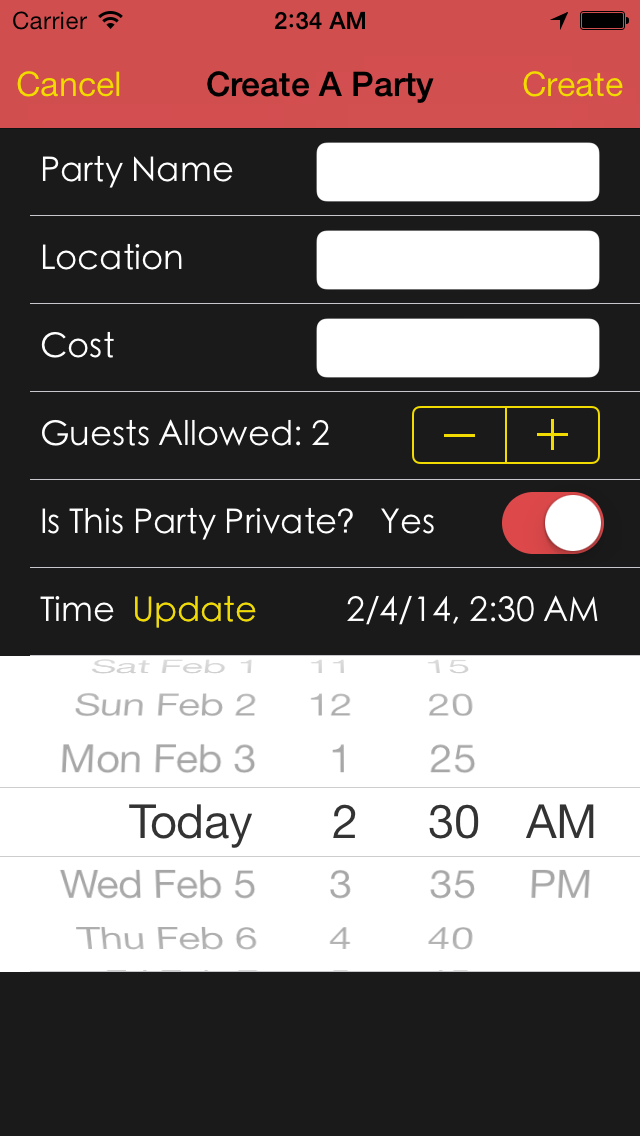 Carrier 2:34 AM
Cancel Create A Party Create
Party Name
Location
Cost
Guests Allowed: 2 − +
Is This Party Private? Yes
Time Update 2/4/14, 2:30 AM
Sat Feb 1 11 15
Sun Feb 2 12 20
Mon Feb 3 1 25
Today 2 30 AM
Wed Feb 5 3 35 PM
Thu Feb 6 4 40